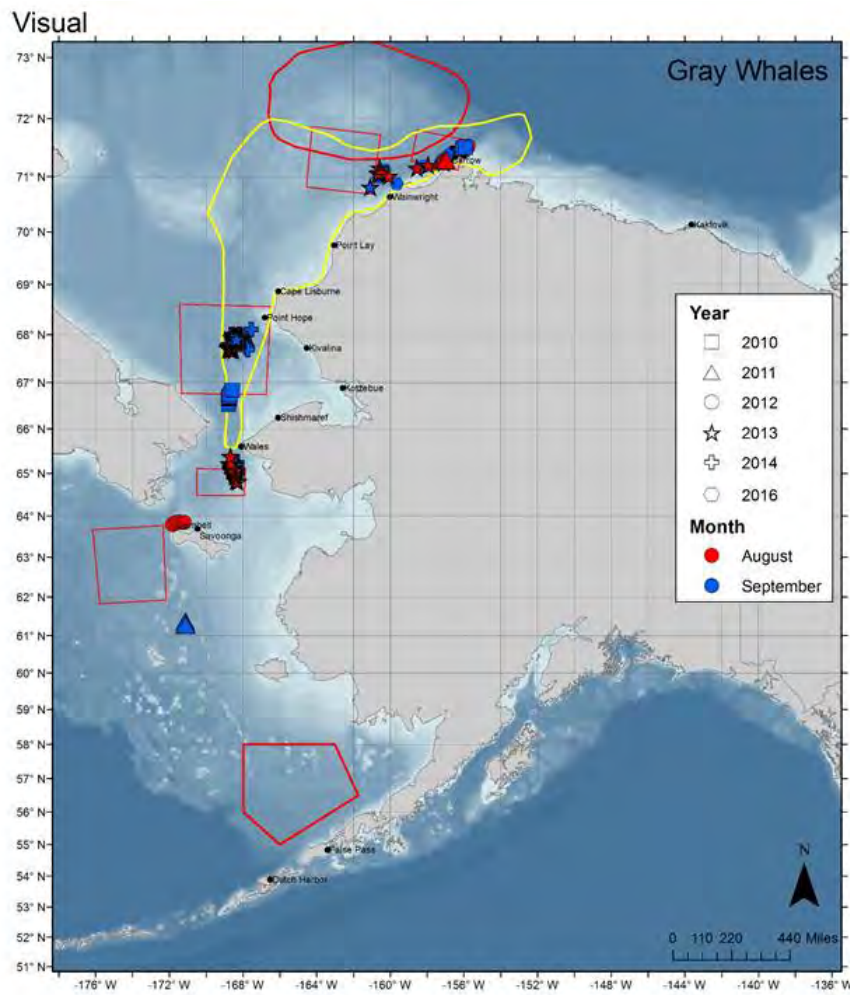 Visual
Gray Whales
73° N
72° N
71° N
70° N
69° N
68° N
67° N
66° N
65° N
64° N
63° N
62° N
61° N
60° N
59° N
58° N
57° N
56° N
55° N
54° N
53° N
52° N
51° N
Wainwright
Kaktovik
Point Lay
Cape Lisburne
Point Hope
Kivalina
Kotzebue
Shishmaref
Wales
Savoonga
False Pass
Dutch Harbor
Year
2010
2011
2012
2013
2014
2016
Month
August
September
N
0 110 220 440 Miles
-176° W -172° W -168° W -164° W -160° W -156° W -152° W -148° W -144° W -140° W -136° W